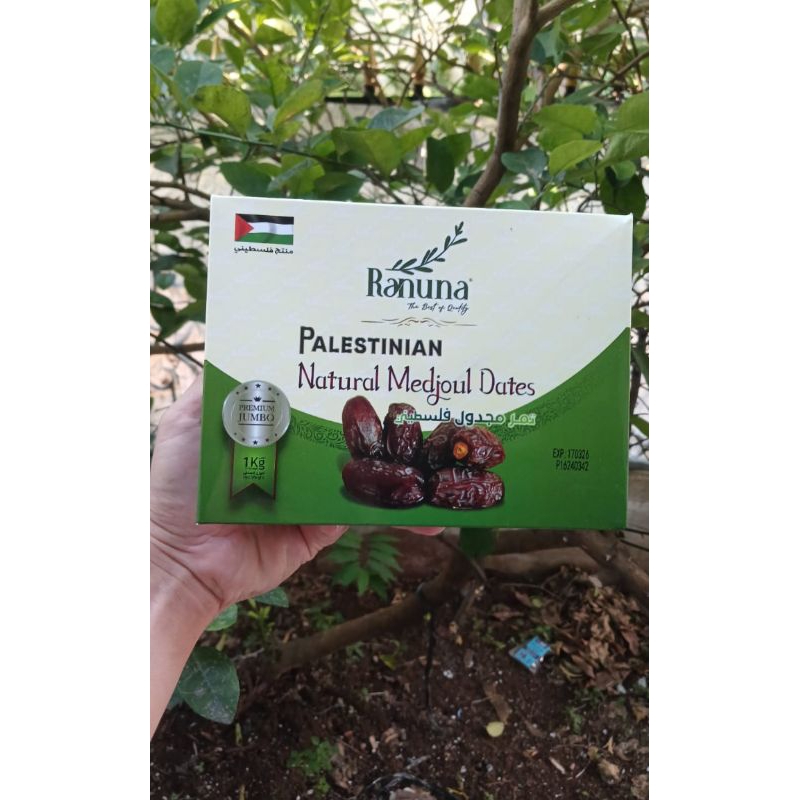 منتج فلسطيني
Ranuna
The Best of Quality
PALESTINIAN
Natural Medjoul Dates
تمر مجدول فلسطيني
PREMIUM
JUMBO
1Kg
EXP: 170326
P16240342